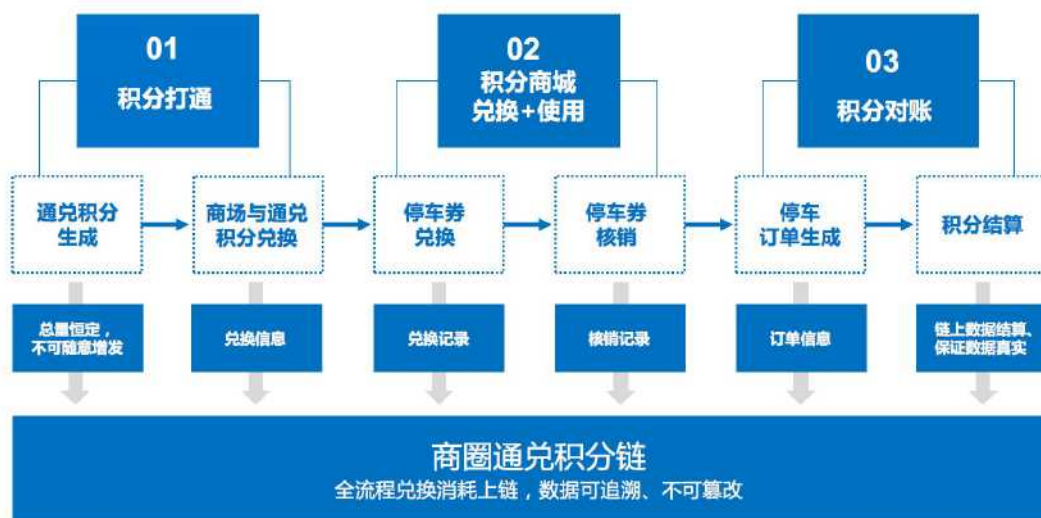 01
积分打通
02
积分商城
兑换+使用
03
积分对账
通兑积分
生成
商场与通兑
积分兑换
停车券
兑换
停车券
核销
停车
订单生成
积分结算
总量恒定，
不可随意增发
兑换信息
兑换记录
核销记录
订单信息
链上数据结算、
保证数据真实
商圈通兑积分链
全流程兑换消耗上链，数据可追溯、不可篡改